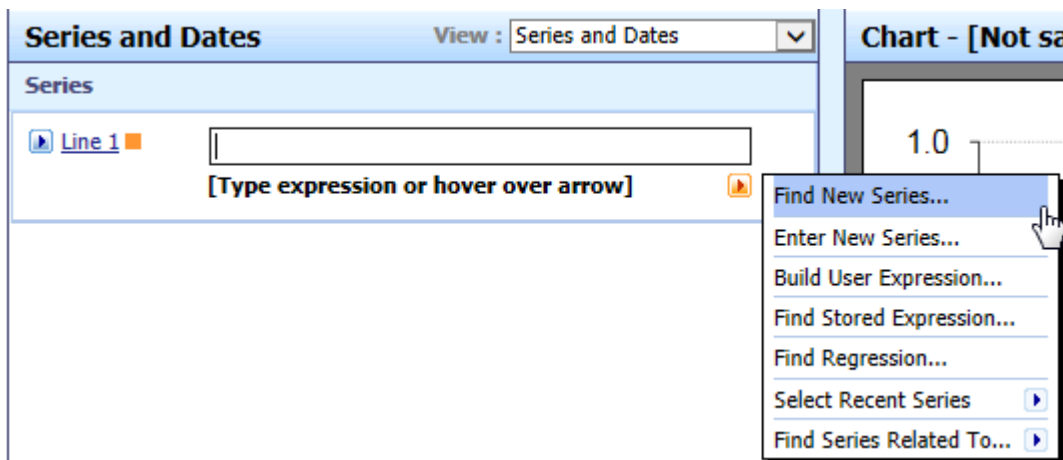 Series and Dates
View : Series and Dates
Chart - [Not sa
Series
Line 1
1.0
[Type expression or hover over arrow]
Find New Series...
Enter New Series...
Build User Expression...
Find Stored Expression...
Find Regression...
Select Recent Series
Find Series Related To...